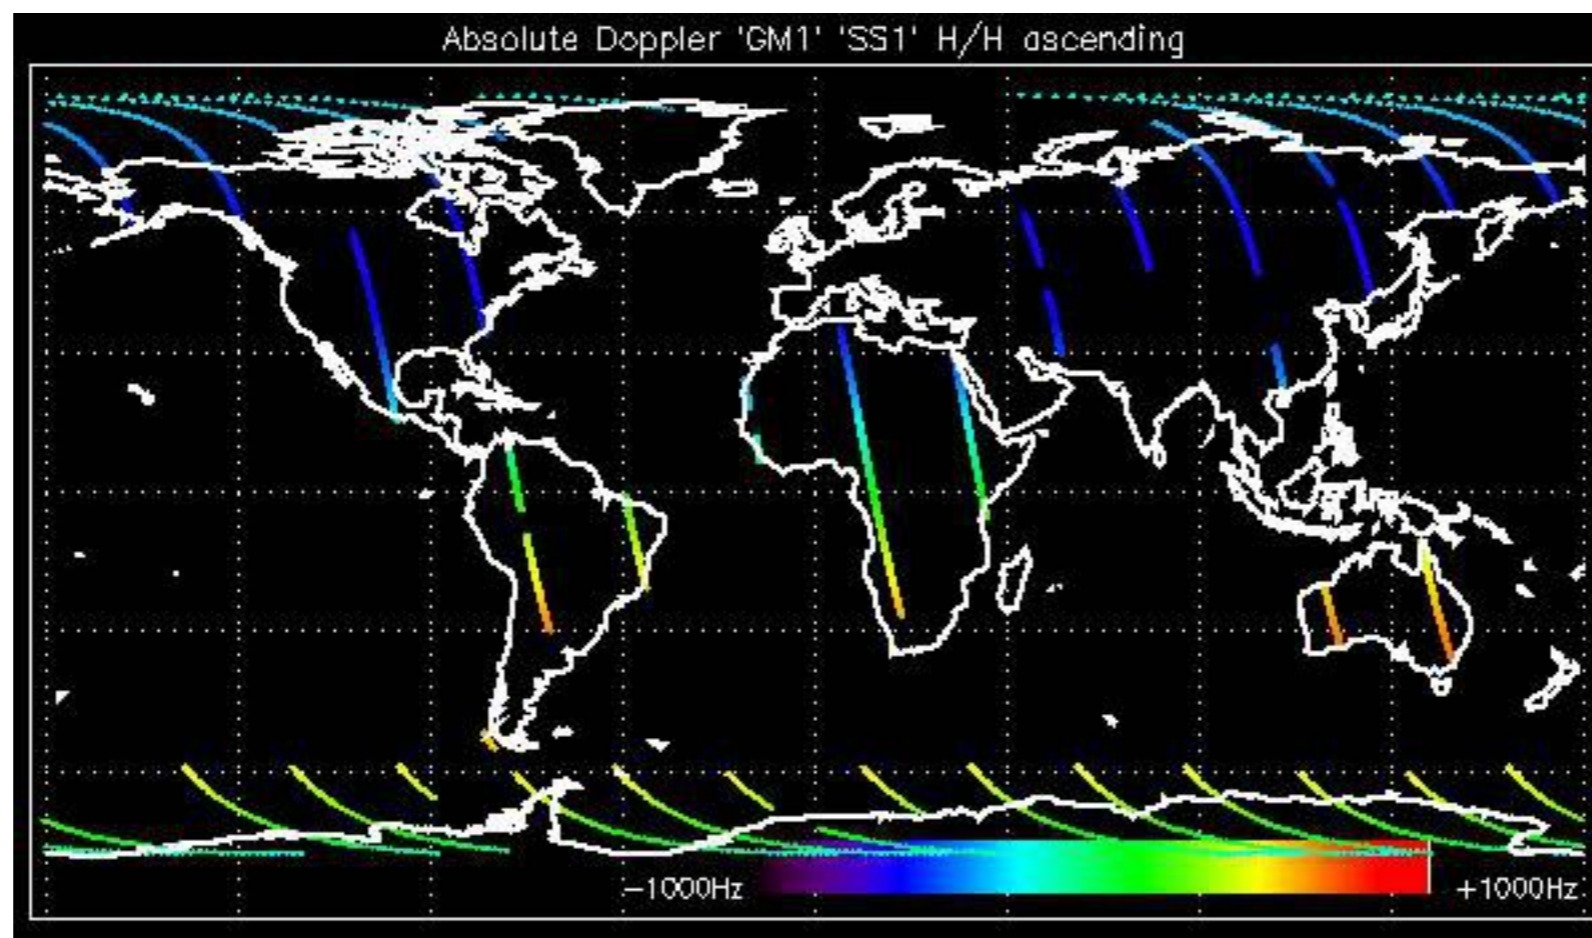 Absolute Doppler 'GM1' 'SS1' H/H ascending
−1000Hz
+1000Hz